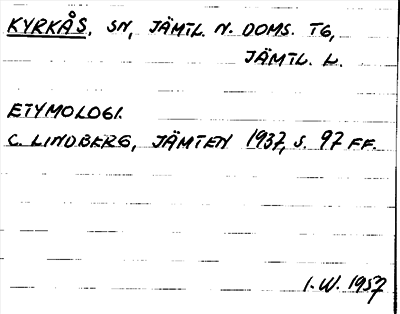 KYRKÅS, SN, JÄMTL. N. DOMS. TG,
JÄMTL. L.
ETYMOLOGI.
C. LINDBERG, JÄMTEN 1937, S. 97 FF.
I. W. 1957